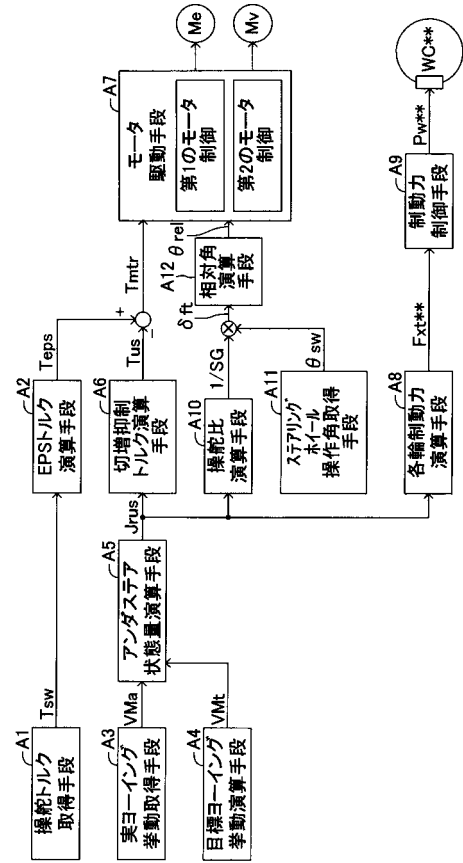 A1
操舵トルク
取得手段
Tsw
A2
EPSトルク
演算手段
Teps
A3
実ヨーイング
挙動取得手段
VMa
A4
目標ヨーイング
挙動演算手段
VMt
A5
アンダステア
状態量演算手段
Jrus
A6
切増抑制
トルク演算
手段
Tus
+
−
Tmtr
A7
モータ
駆動手段
第1のモータ
制御
第2のモータ
制御
Me
Mv
A10
操舵比
演算手段
1/SG
A11
ステアリング
ホイール
操作角取得
手段
θsw
δft
A12
相対角
演算
手段
θrel
A8
各輪制動力
演算手段
Fxt**
A9
制動力
制御手段
Pw**
WC**